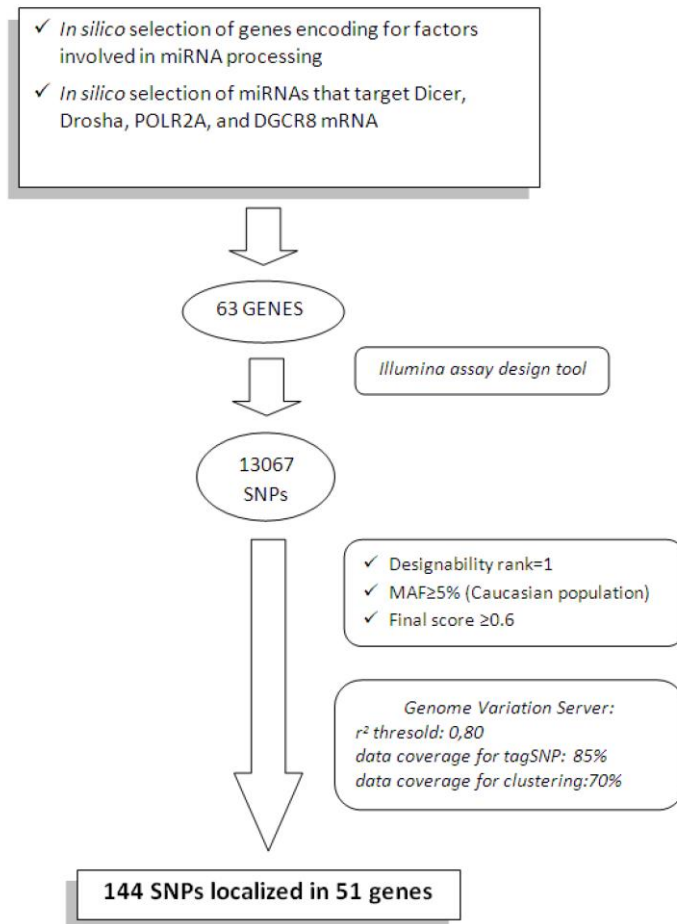 ✓ In silico selection of genes encoding for factors
involved in miRNA processing
✓ In silico selection of miRNAs that target Dicer,
Drosha, POLR2A, and DGCR8 mRNA
63 GENES
Illumina assay design tool
13067
SNPs
✓ Designability rank=1
✓ MAF≥5% (Caucasian population)
✓ Final score ≥0.6
Genome Variation Server:
r² thresold: 0,80
data coverage for tagSNP: 85%
data coverage for clustering:70%
144 SNPs localized in 51 genes